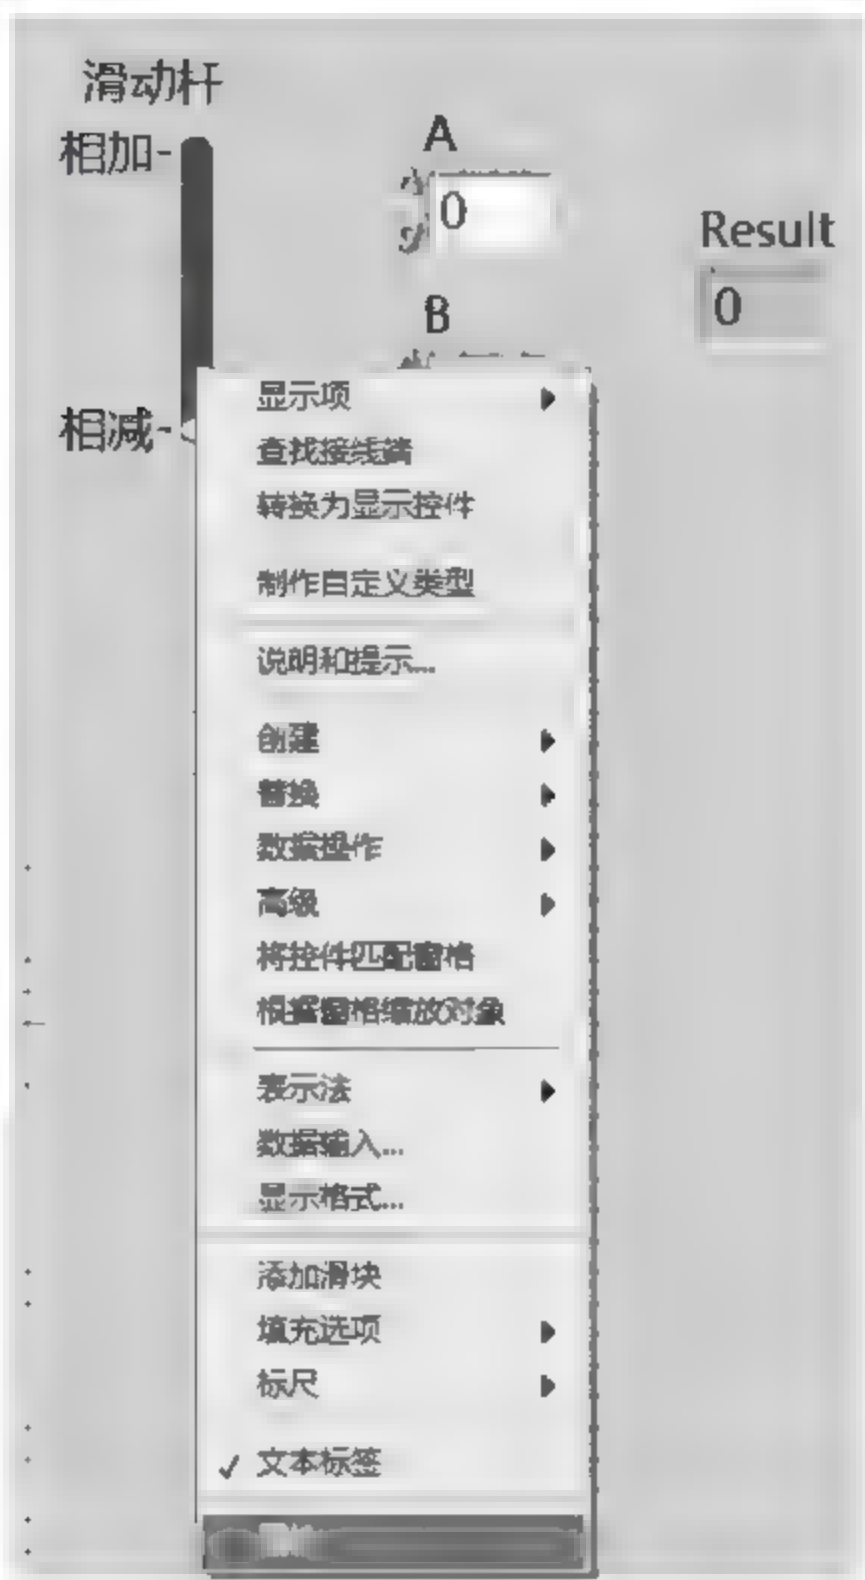 滑动杆
相加-
A
0
Result
0
B
相减-
显示项
查找接线端
转换为显示控件
制作自定义类型
说明和提示...
创建
替换
数据操作
高级
将控件匹配窗格
根据窗格缩放对象
表示法
数据输入...
显示格式...
添加滑块
填充选项
标尺
✓ 文本标签